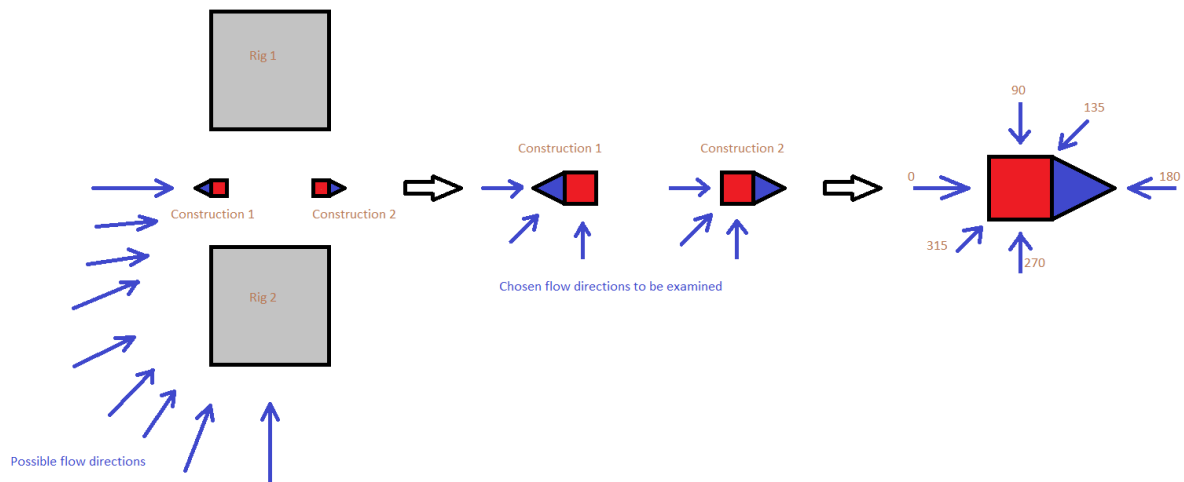 Rig 1
Construction 1
Construction 2
Rig 2
Possible flow directions
Construction 1
Construction 2
Chosen flow directions to be examined
90
135
0
180
315
270